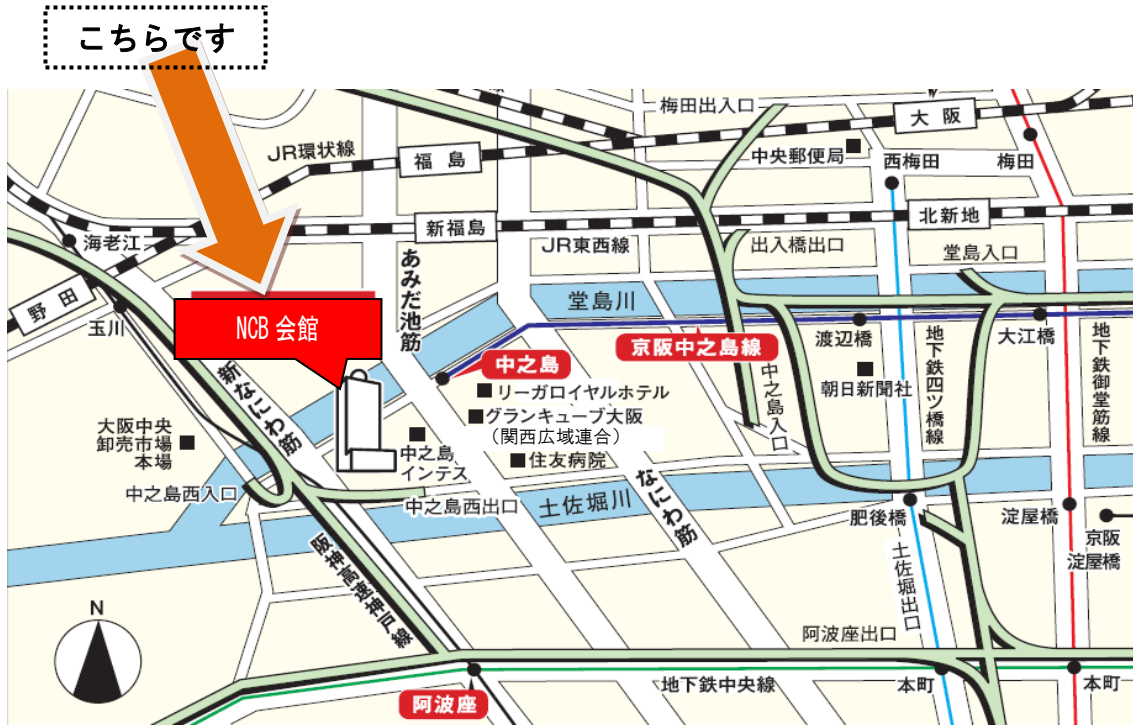 こちらです
梅田出入口
大阪
中央郵便局
西梅田
梅田
JR環状線
福島
新福島
北新地
JR東西線
出入橋出口
堂島入口
海老江
野田
玉川
あみだ池筋
堂島川
NCB 会館
中之島
京阪中之島線
渡辺橋
大江橋
地下鉄四ツ橋線
地下鉄御堂筋線
新なにわ筋
リーガロイヤルホテル
グランキューブ大阪
(関西広域連合)
中之島入口
朝日新聞社
大阪中央
卸売市場
本場
中之島
インテス
住友病院
中之島西入口
中之島西出口
土佐堀川
なにわ筋
肥後橋
淀屋橋
京阪
淀屋橋
阪神高速神戸線
土佐堀出口
N
阿波座出口
阿波座
地下鉄中央線
本町
本町